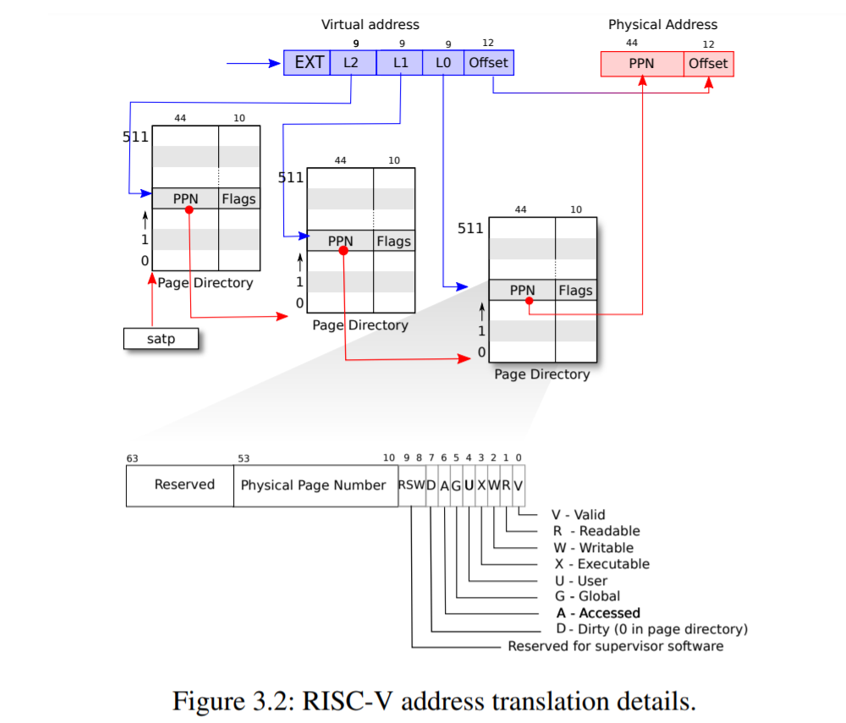 Virtual address
Physical Address
9 9 9 12
44 12
EXT L2 L1 L0 Offset
PPN Offset
44 10
511
PPN Flags
1
0
Page Directory
satp
44 10
511
PPN Flags
1
0
Page Directory
44 10
511
PPN Flags
1
0
Page Directory
63 53 10 9 8 7 6 5 4 3 2 1 0
Reserved Physical Page Number RSW D A G U X W R V
V - Valid
R - Readable
W - Writable
X - Executable
U - User
G - Global
A - Accessed
D - Dirty (0 in page directory)
Reserved for supervisor software
Figure 3.2: RISC-V address translation details.